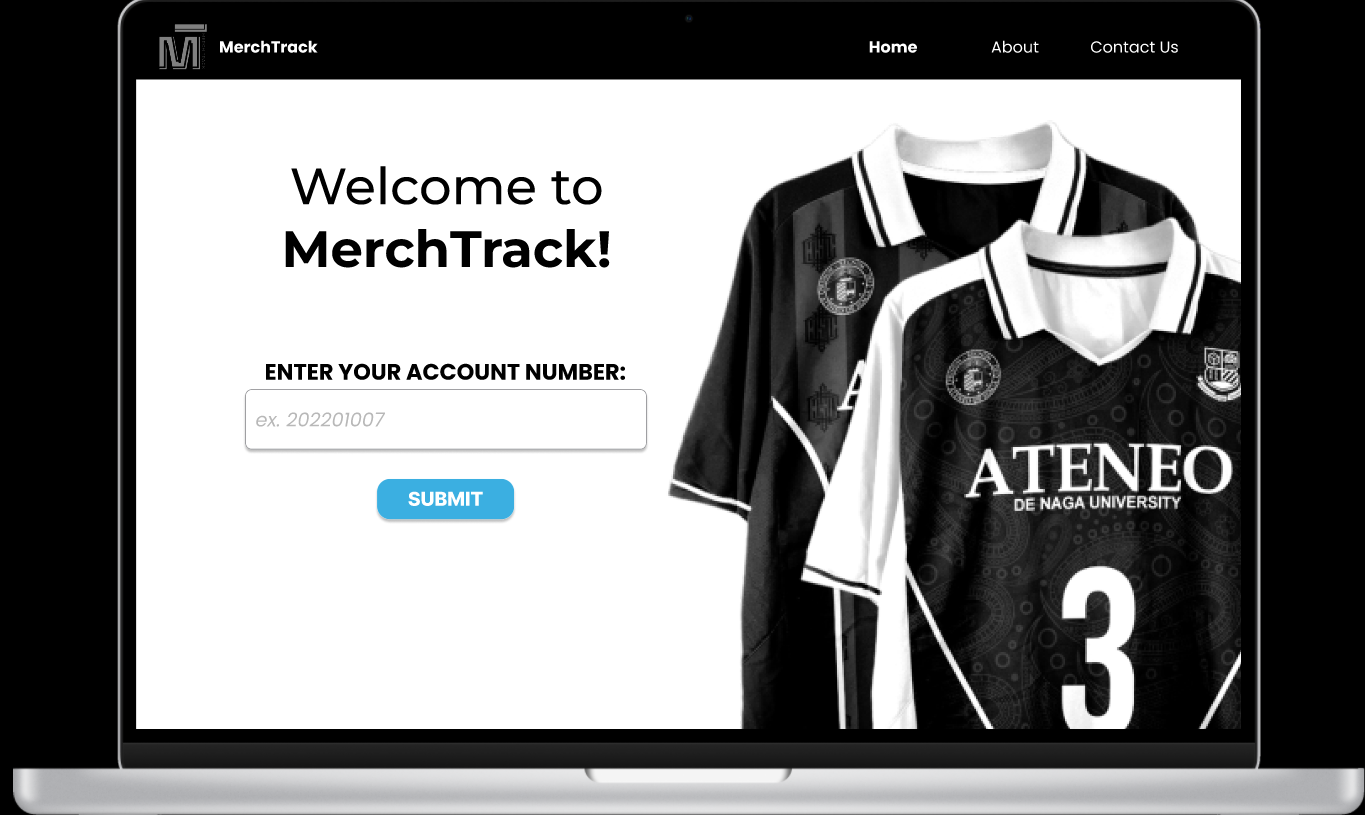 MerchTrack
Home
About
Contact Us
Welcome to
MerchTrack!
ENTER YOUR ACCOUNT NUMBER:
ex. 202201007
SUBMIT
A
ATENEO
DE NAGA UNIVERSITY
3